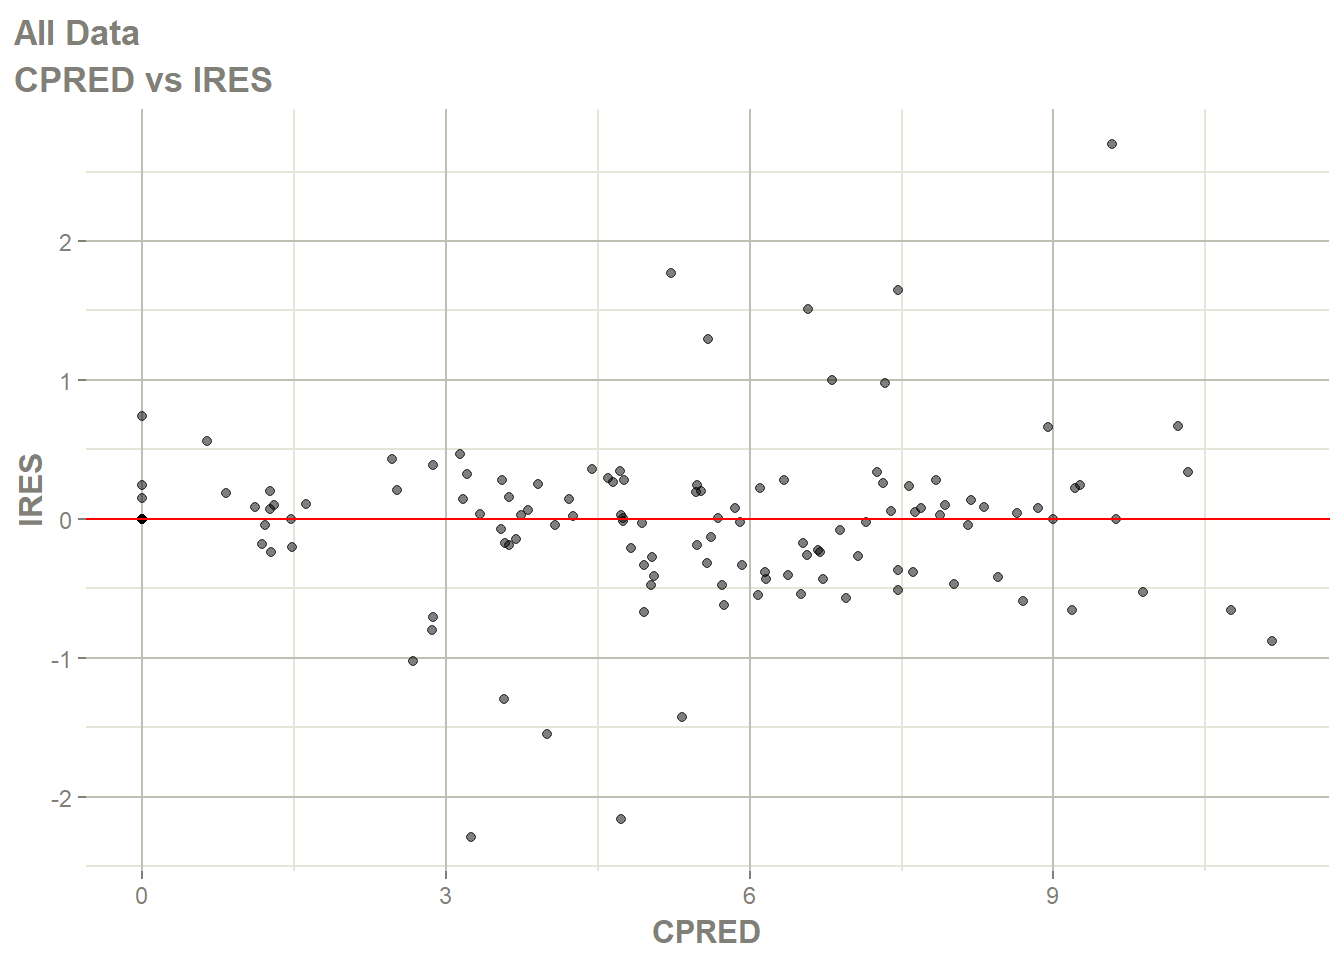 All Data
CPRED vs IRES
2
1
0
-1
-2
IRES
0 3 6 9
CPRED